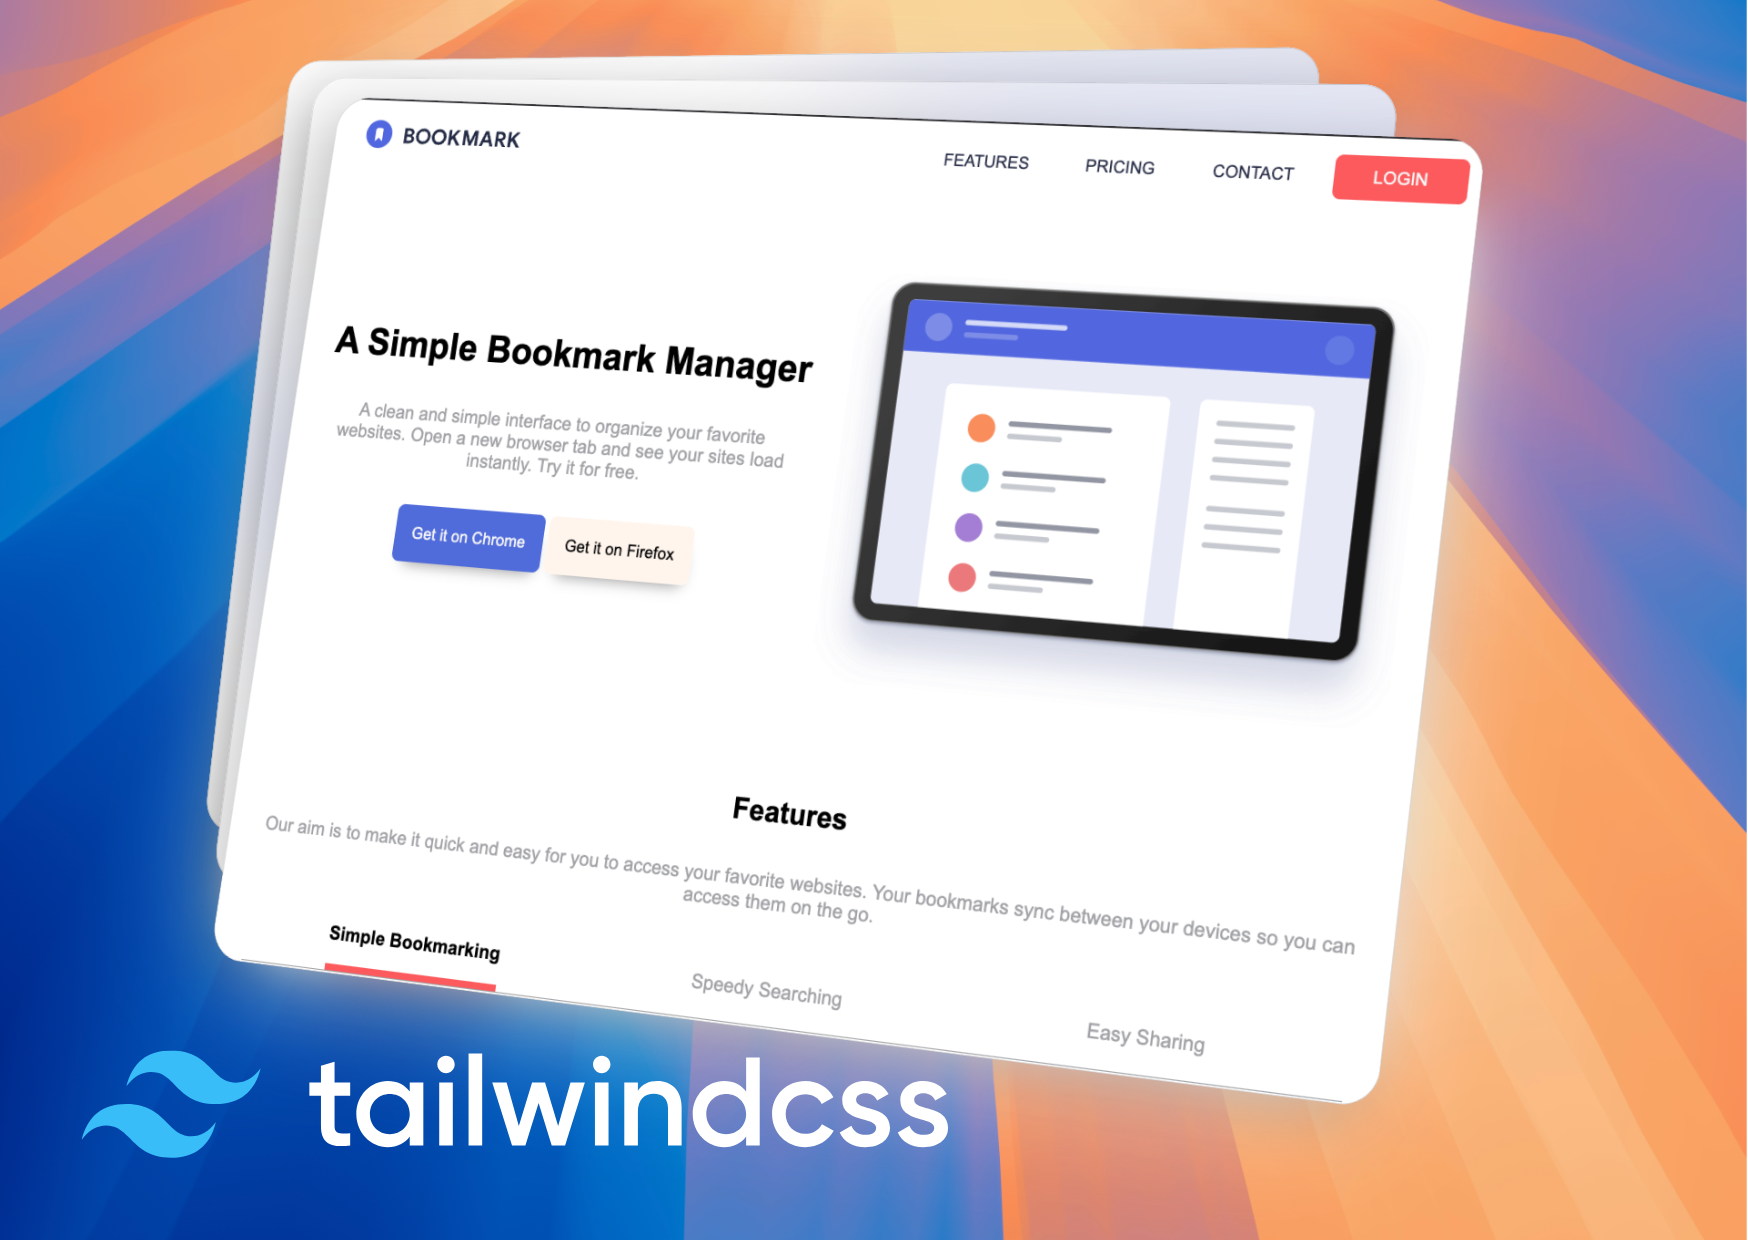 BOOKMARK
FEATURES
PRICING
CONTACT
LOGIN
A Simple Bookmark Manager
A clean and simple interface to organize your favorite
websites. Open a new browser tab and see your sites load
instantly. Try it for free.
Get it on Chrome
Get it on Firefox
Features
Our aim is to make it quick and easy for you to access your favorite websites. Your bookmarks sync between your devices so you can
access them on the go.
Simple Bookmarking
Speedy Searching
Easy Sharing
tailwindcss